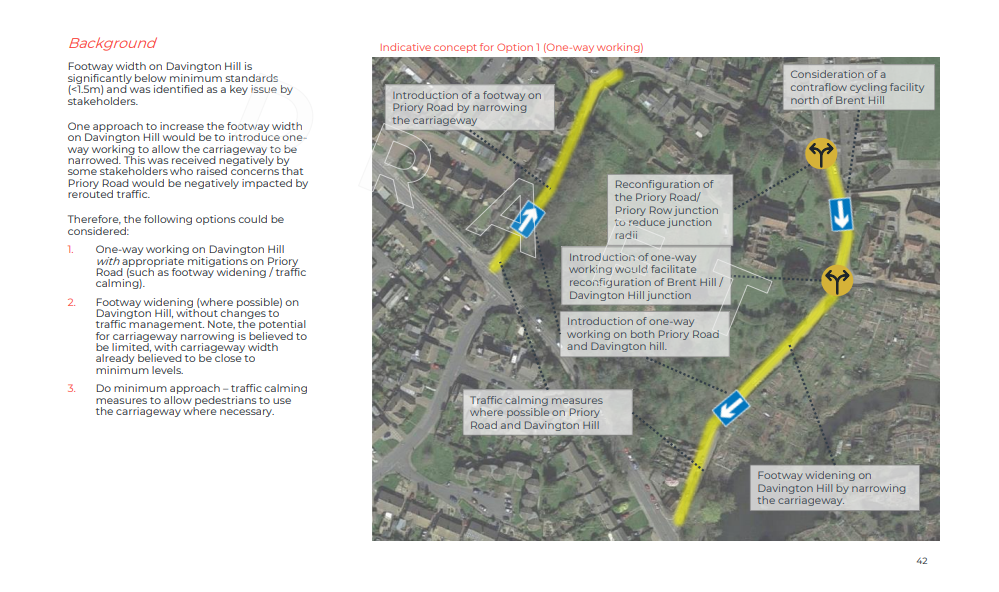 Background
Footway width on Davington Hill is
significantly below minimum standards
(<1.5m) and was identified as a key issue by
stakeholders.
One approach to increase the footway width
on Davington Hill would be to introduce one-
way working to allow the carriageway to be
narrowed. This was received negatively by
some stakeholders who raised concerns that
Priory Road would be negatively impacted by
rerouted traffic.
Therefore, the following options could be
considered:
1. One-way working on Davington Hill
with appropriate mitigations on Priory
Road (such as footway widening / traffic
calming).
2. Footway widening (where possible) on
Davington Hill, without changes to
traffic management. Note, the potential
for carriageway narrowing is believed to
be limited, with carriageway width
already believed to be close to
minimum levels.
3. Do minimum approach – traffic calming
measures to allow pedestrians to use
the carriageway where necessary.
Indicative concept for Option 1 (One-way working)
Introduction of a footway on
Priory Road by narrowing
the carriageway
Consideration of a
contraflow cycling facility
north of Brent Hill
Reconfiguration of
the Priory Road/
Priory Row junction
to reduce junction
radii
Introduction of one-way
working would facilitate
reconfiguration of Brent Hill /
Davington Hill junction
Introduction of one-way
working on both Priory Road
and Davington hill.
Traffic calming measures
where possible on Priory
Road and Davington Hill
Footway widening on
Davington Hill by narrowing
the carriageway.
DRAFT
42